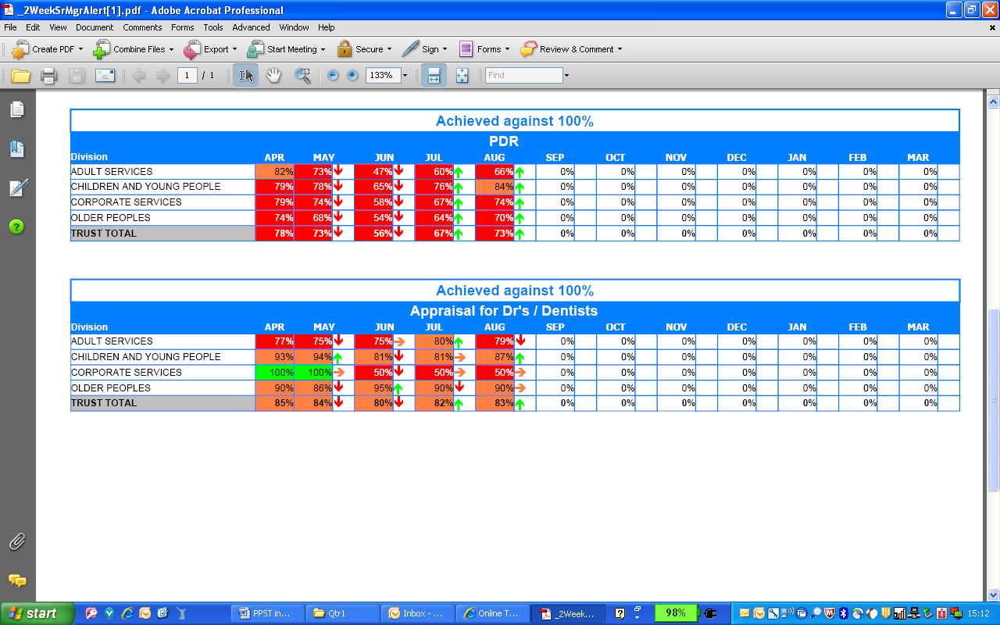 _2WeekSrMgrAlert[1].pdf - Adobe Acrobat Professional
File Edit View Document Comments Forms Tools Advanced Window Help
Create PDF Combine Files Export Start Meeting Secure Sign Forms Review & Comment
1 / 1 133% Find
Achieved against 100%
PDR
Division APR MAY JUN JUL AUG SEP OCT NOV DEC JAN FEB MAR
ADULT SERVICES 82% 73% 47% 60% 66% 0% 0% 0% 0% 0% 0% 0%
CHILDREN AND YOUNG PEOPLE 79% 78% 65% 76% 84% 0% 0% 0% 0% 0% 0% 0%
CORPORATE SERVICES 79% 74% 58% 67% 74% 0% 0% 0% 0% 0% 0% 0%
OLDER PEOPLES 74% 68% 54% 64% 70% 0% 0% 0% 0% 0% 0% 0%
TRUST TOTAL 78% 73% 56% 67% 73% 0% 0% 0% 0% 0% 0% 0%
Achieved against 100%
Appraisal for Dr's / Dentists
Division APR MAY JUN JUL AUG SEP OCT NOV DEC JAN FEB MAR
ADULT SERVICES 77% 75% 75% 80% 79% 0% 0% 0% 0% 0% 0% 0%
CHILDREN AND YOUNG PEOPLE 93% 94% 81% 81% 87% 0% 0% 0% 0% 0% 0% 0%
CORPORATE SERVICES 100% 100% 50% 50% 50% 0% 0% 0% 0% 0% 0% 0%
OLDER PEOPLES 90% 86% 95% 90% 90% 0% 0% 0% 0% 0% 0% 0%
TRUST TOTAL 85% 84% 80% 82% 83% 0% 0% 0% 0% 0% 0% 0%
start PPST in... Qtr1 Inbox - ... Online T... _2Week... 98% 15:12